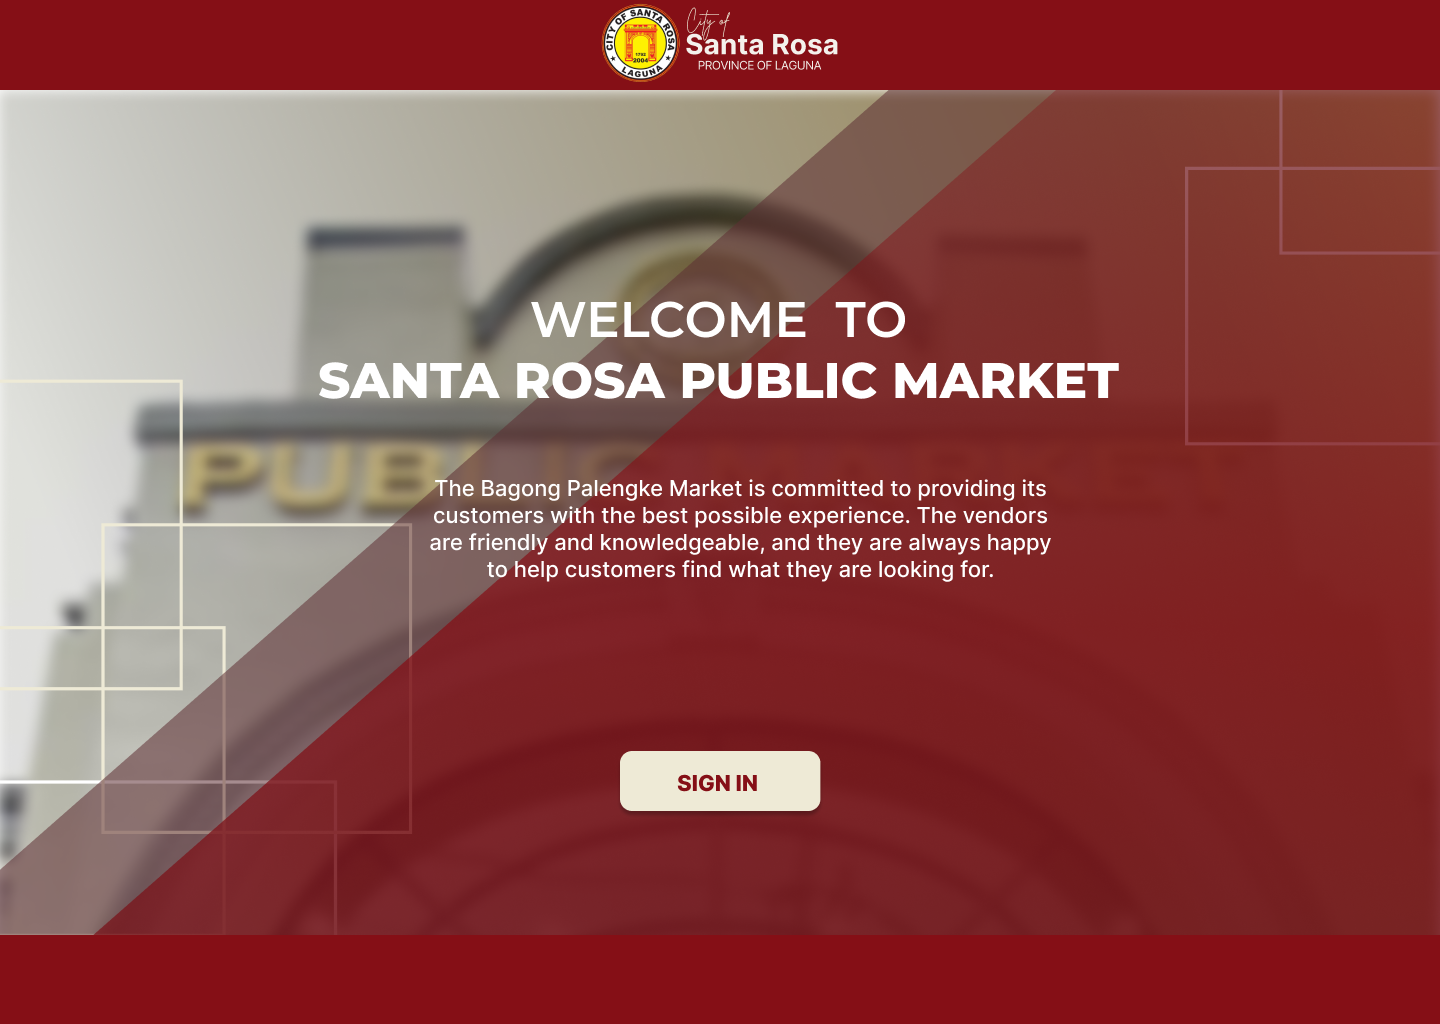 CITY OF SANTA ROSA
1792
2004
LAGUNA
City of
Santa Rosa
PROVINCE OF LAGUNA
WELCOME TO
SANTA ROSA PUBLIC MARKET
PUBLIC MARKET
The Bagong Palengke Market is committed to providing its
customers with the best possible experience. The vendors
are friendly and knowledgeable, and they are always happy
to help customers find what they are looking for.
SIGN IN